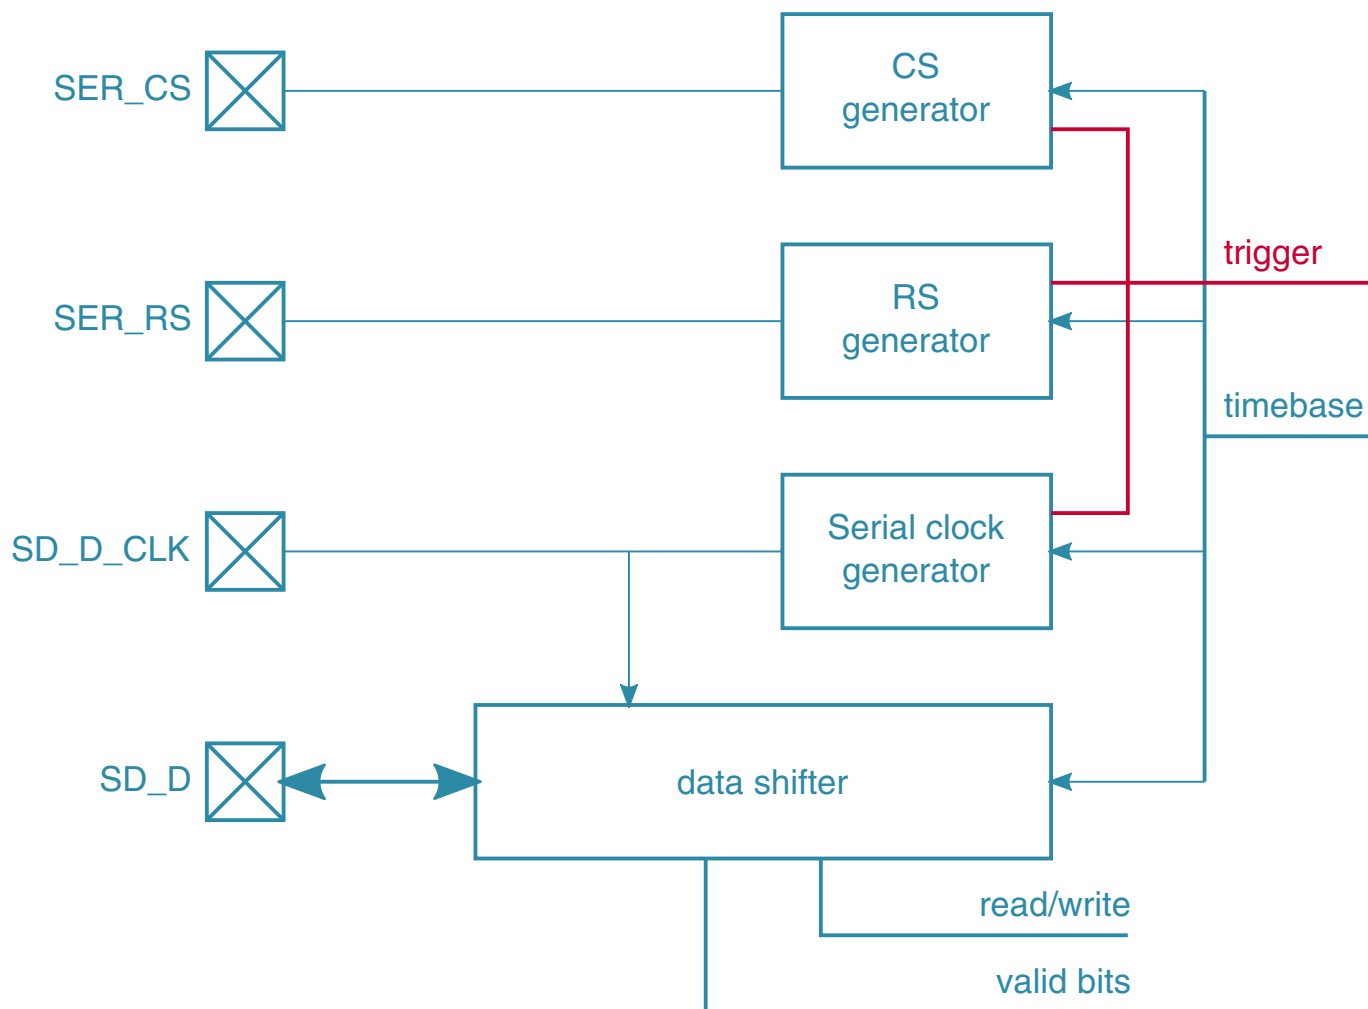 SER_CS
CS
generator
trigger
SER_RS
RS
generator
timebase
SD_D_CLK
Serial clock
generator
SD_D
data shifter
read/write
valid bits